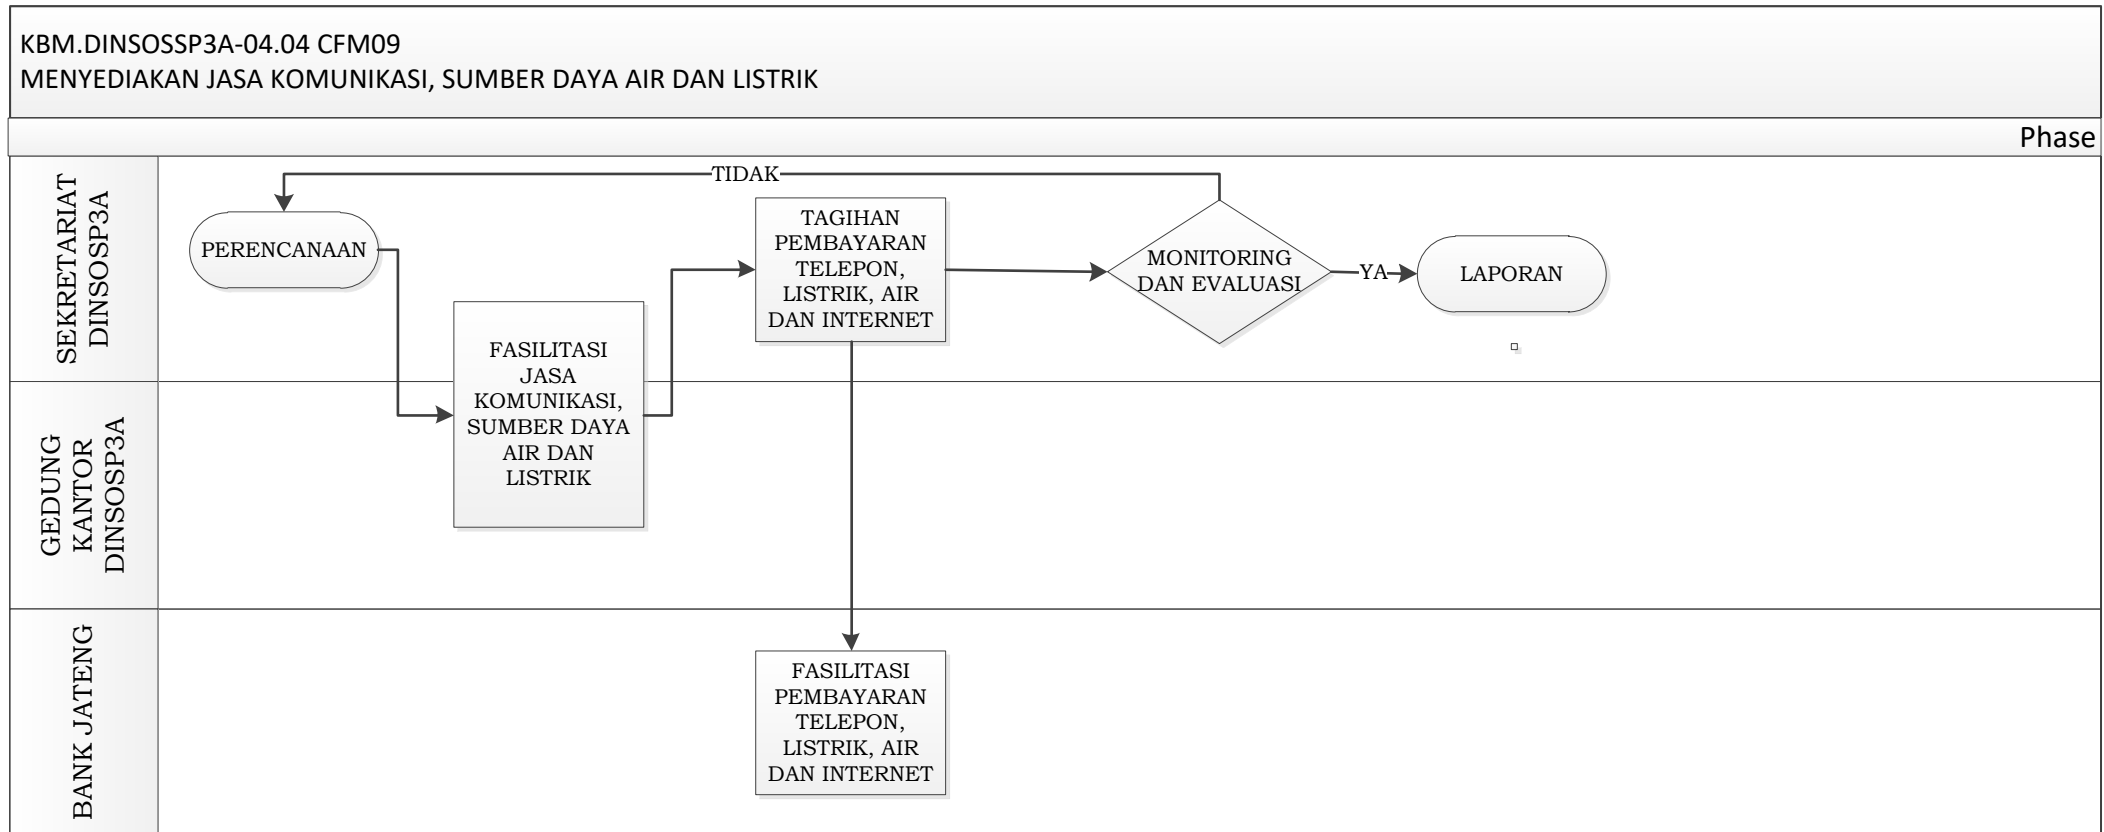 KBM.DINSOSSP3A-04.04 CFM09
MENYEDIAKAN JASA KOMUNIKASI, SUMBER DAYA AIR DAN LISTRIK
Phase
SEKRETARIAT
DINSOSP3A
TIDAK
PERENCANAAN
TAGIHAN
PEMBAYARAN
TELEPON,
LISTRIK, AIR
DAN INTERNET
MONITORING
DAN EVALUASI
YA
LAPORAN
FASILITASI
JASA
KOMUNIKASI,
SUMBER DAYA
AIR DAN
LISTRIK
GEDUNG
KANTOR
DINSOSP3A
BANK JATENG
FASILITASI
PEMBAYARAN
TELEPON,
LISTRIK, AIR
DAN INTERNET